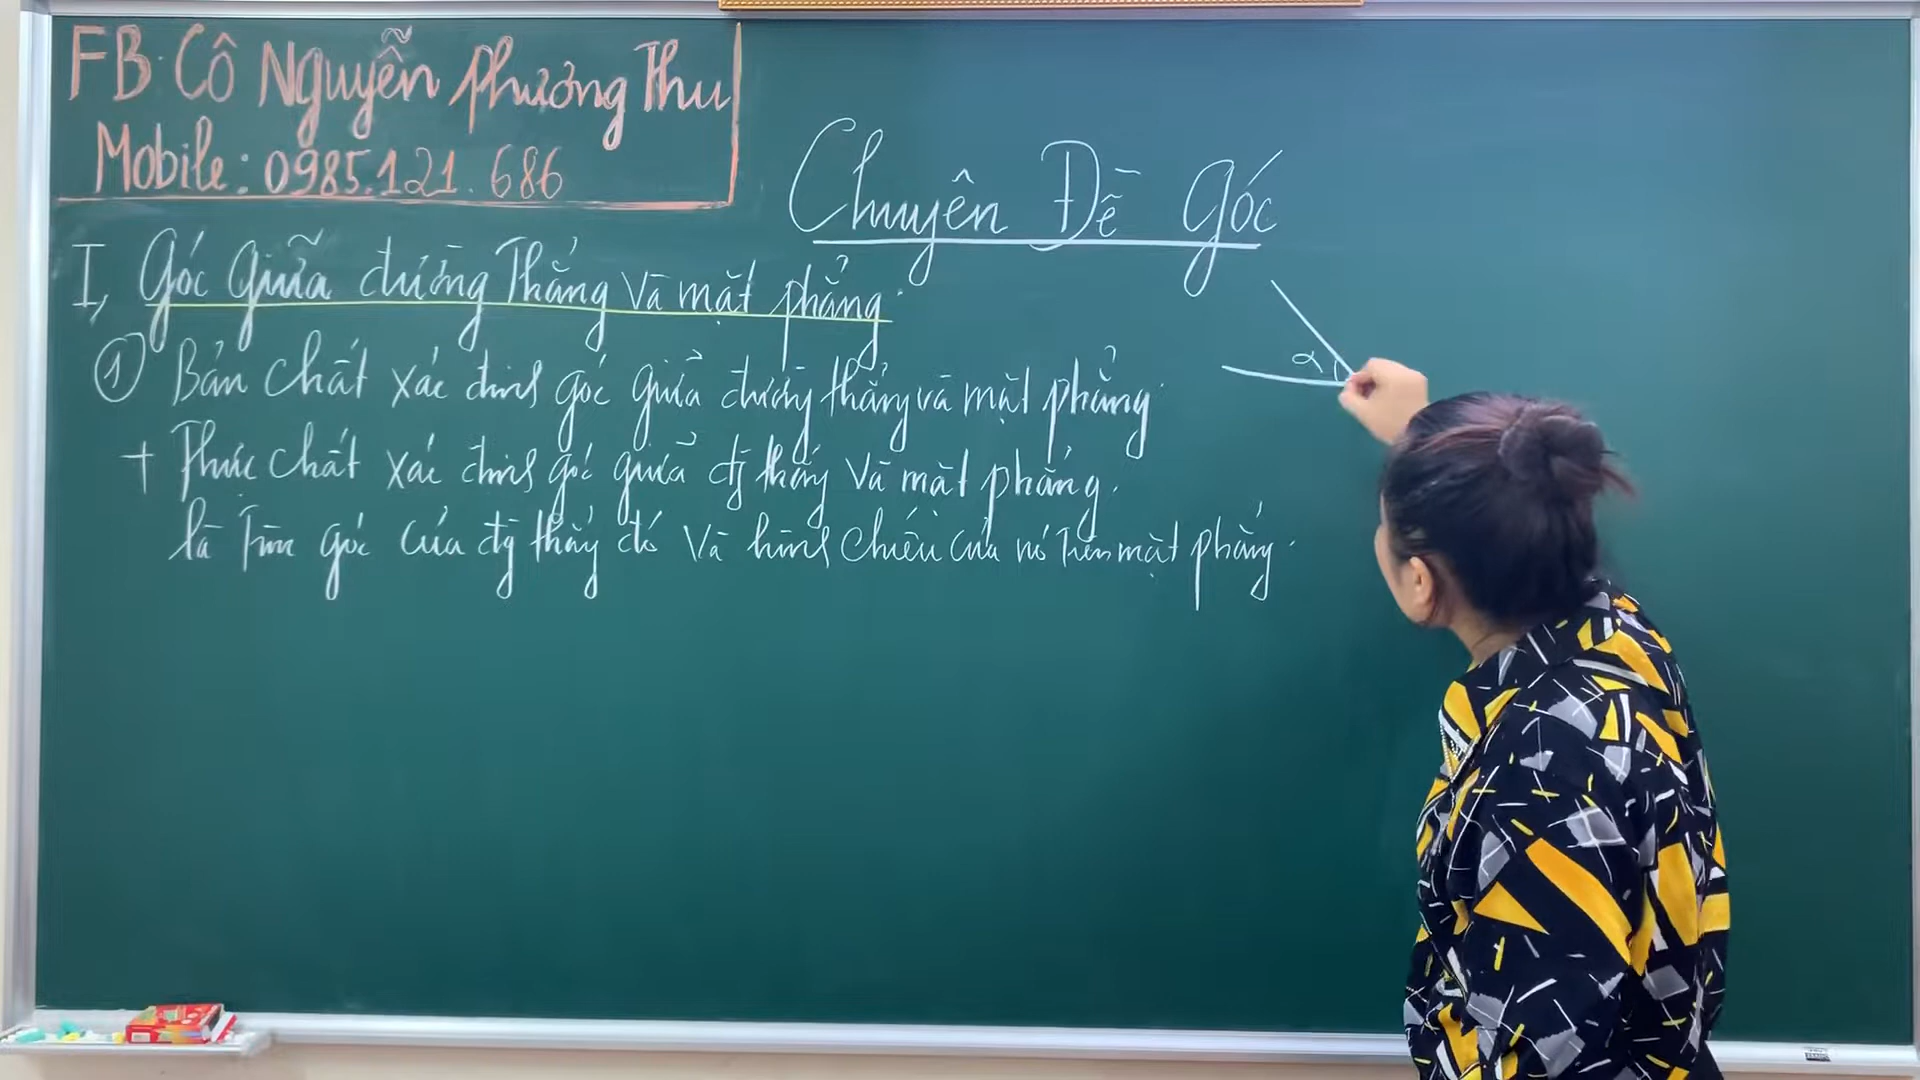 FB: Cô Nguyễn Phương Thu
Mobile: 0985.121.686
Chuyên Đề Góc
I, Góc giữa đường thẳng và mặt phẳng.
① Bản chất xác định góc giữa đường thẳng và mặt phẳng.
+ Thực chất xác định góc giữa đg thẳng và mặt phẳng.
là tìm góc của đg thẳng đó và hình chiếu của nó trên mặt phẳng.
α